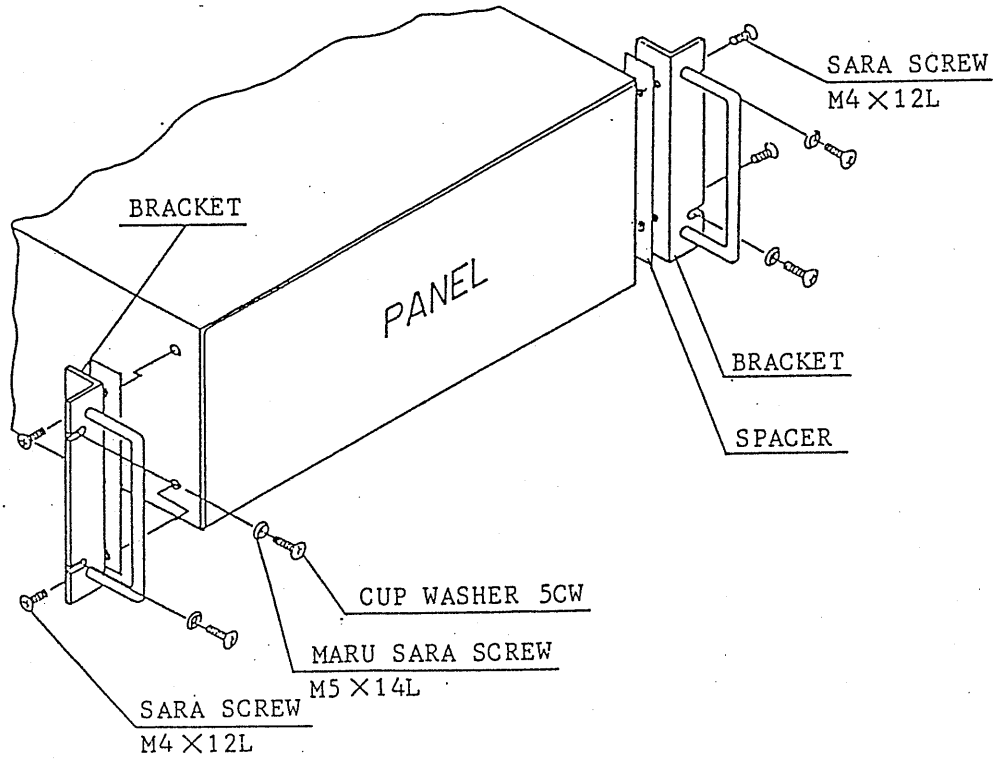 SARA SCREW
M4×12L
BRACKET
PANEL
BRACKET
SPACER
CUP WASHER 5CW
MARU SARA SCREW
M5×14L
SARA SCREW
M4×12L